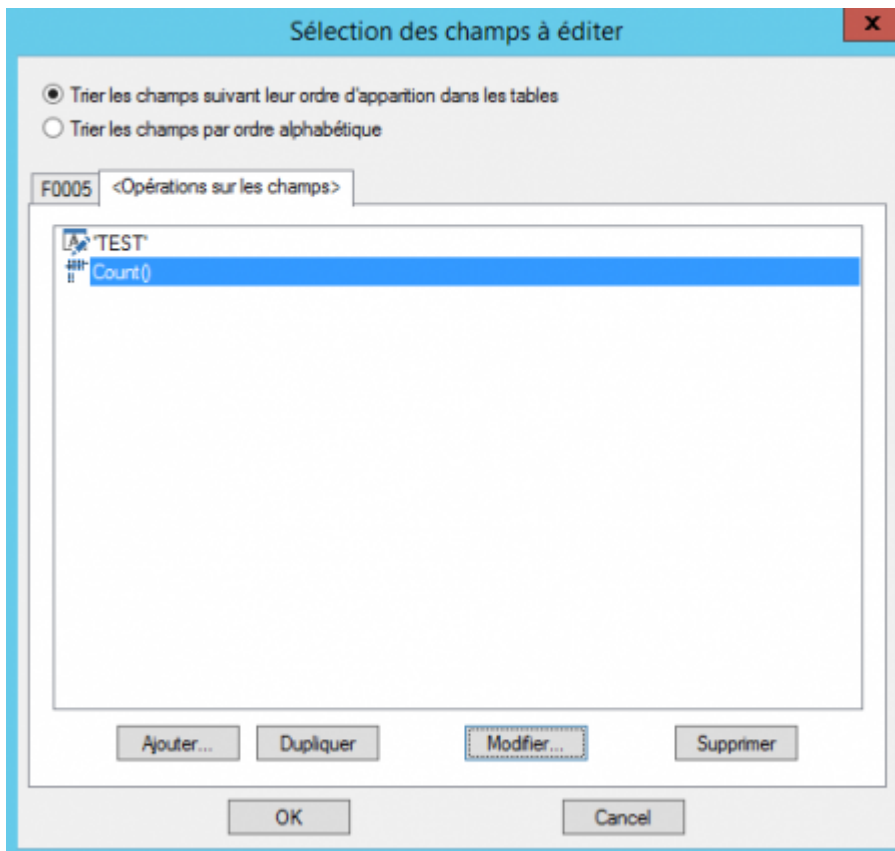 Sélection des champs à éditer
x
Trier les champs suivant leur ordre d'apparition dans les tables
Trier les champs par ordre alphabétique
F0005 <Opérations sur les champs>
'TEST'
Count()
Ajouter... Dupliquer Modifier... Supprimer
OK Cancel